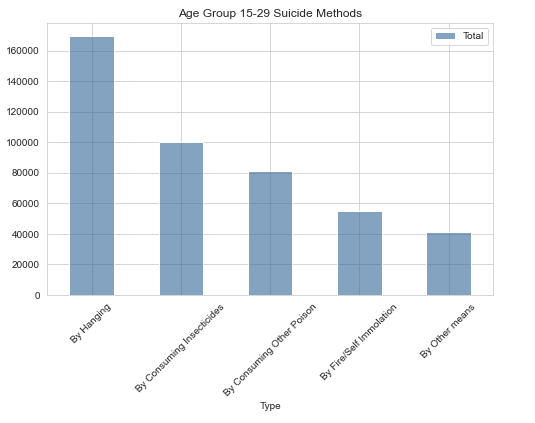 Age Group 15-29 Suicide Methods
Total
160000
140000
120000
100000
80000
60000
40000
20000
0
By Hanging
By Consuming Insecticides
By Consuming Other Poison
By Fire/Self Immolation
By Other means
Type